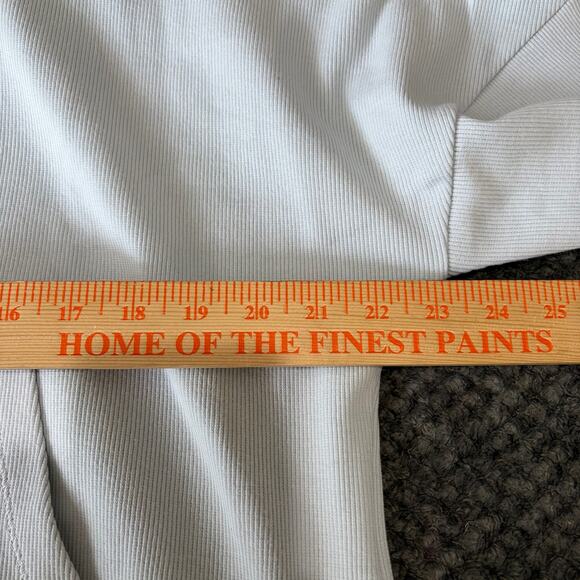 16 17 18 19 20 21 22 23 24 25
HOME OF THE FINEST PAINTS